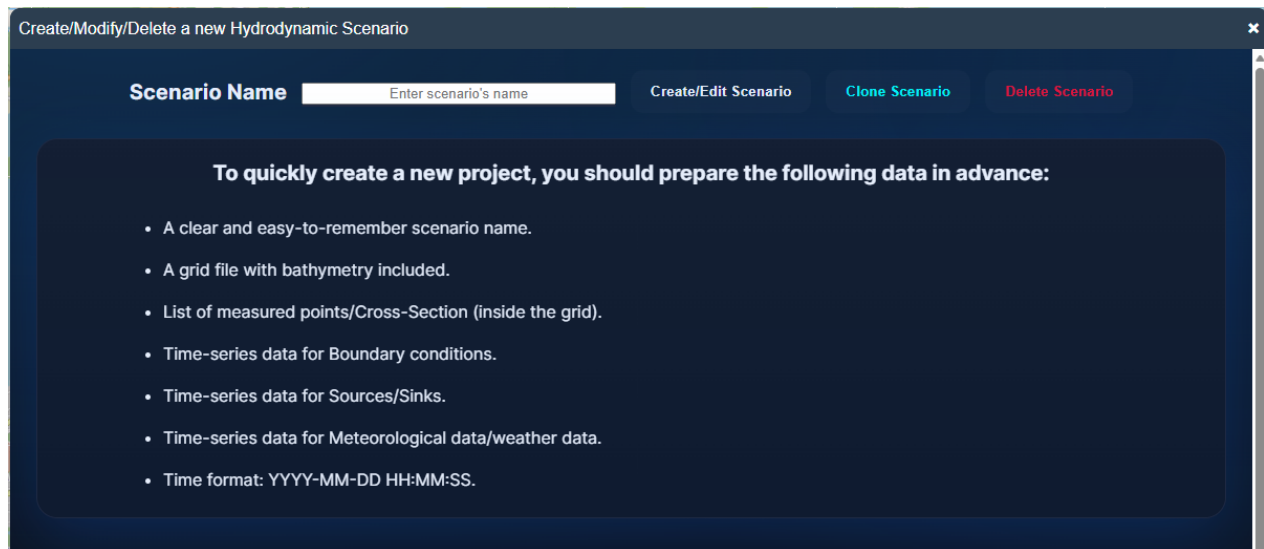 Create/Modify/Delete a new Hydrodynamic Scenario
Scenario Name Enter scenario's name Create/Edit Scenario Clone Scenario Delete Scenario
To quickly create a new project, you should prepare the following data in advance:
• A clear and easy-to-remember scenario name.
• A grid file with bathymetry included.
• List of measured points/Cross-Section (inside the grid).
• Time-series data for Boundary conditions.
• Time-series data for Sources/Sinks.
• Time-series data for Meteorological data/weather data.
• Time format: YYYY-MM-DD HH:MM:SS.